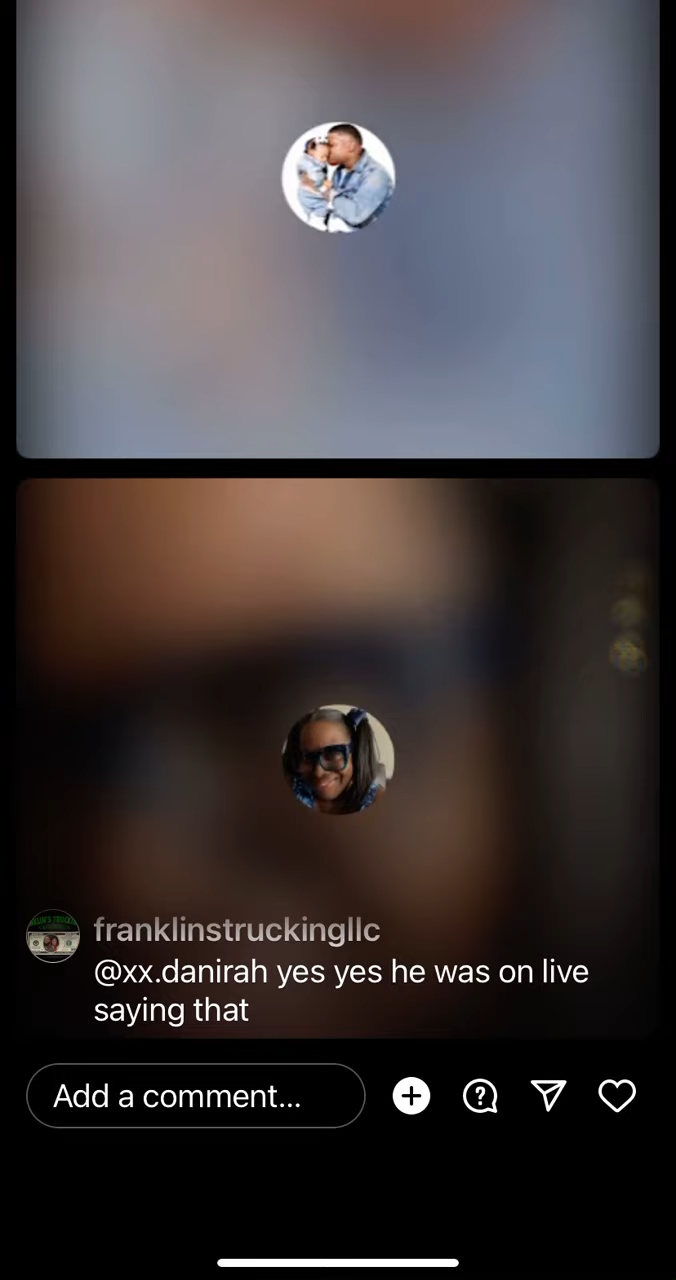 franklinstruckingllc
@xx.danirah yes yes he was on live
saying that
Add a comment...